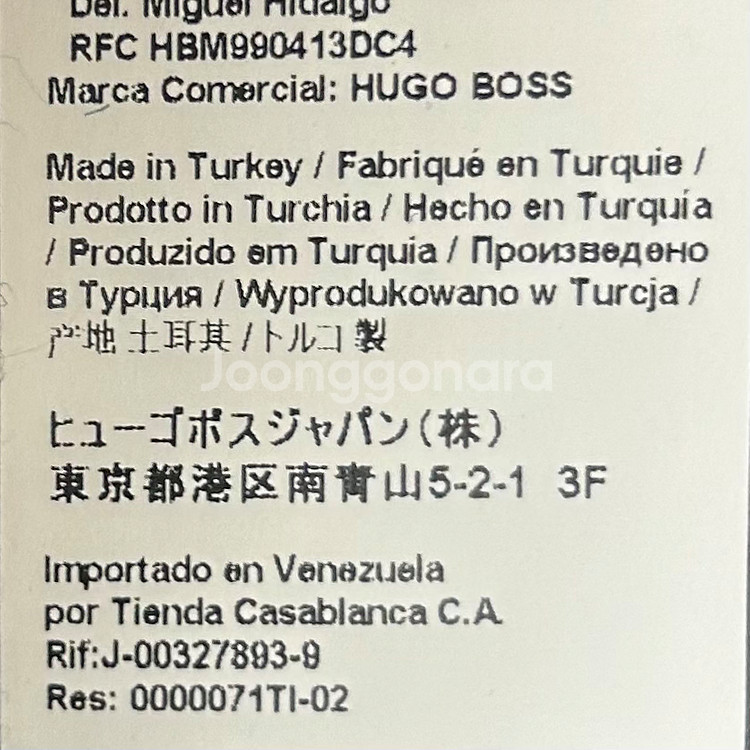 Del. Miguel Hidalgo
RFC HBM990413DC4
Marca Comercial: HUGO BOSS
Made in Turkey / Fabriqué en Turquie /
Prodotto in Turchia / Hecho en Turquía
/ Produzido em Turquia / Произведено
в Турция / Wyprodukowano w Turcja /
产地 土耳其 / トルコ 製
Joonggonara
ヒューゴボスジャパン(株)
東京都港区南青山5-2-1 3F
Importado en Venezuela
por Tienda Casablanca C.A.
Rif:J-00327893-9
Res: 0000071TI-02